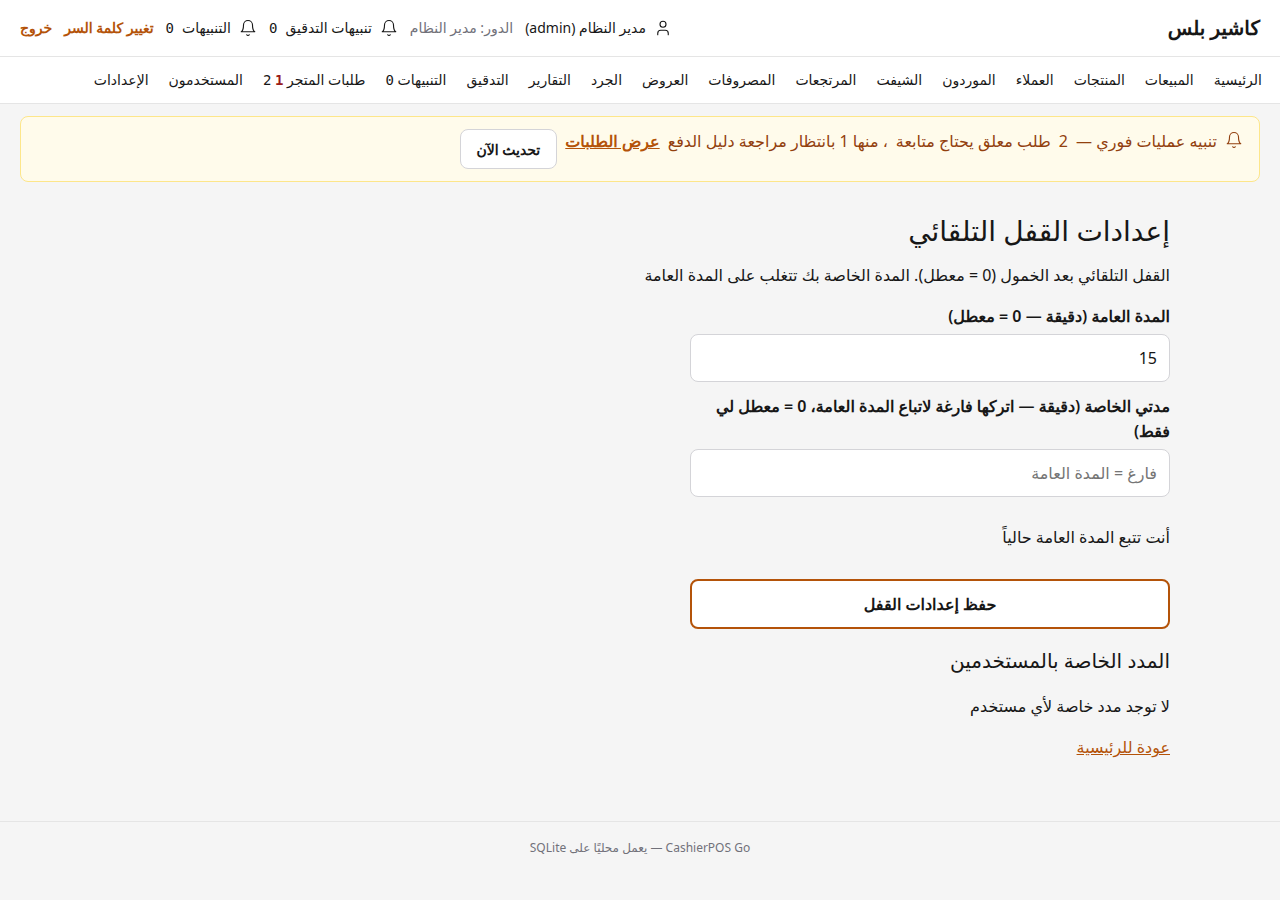 كاشير بلس
مدير النظام (admin) الدور: مدير النظام تنبيهات التدقيق 0 التنبيهات 0 تغيير كلمة السر خروج
الرئيسية المبيعات المنتجات العملاء الموردون الشيفت المرتجعات المصروفات العروض الجرد التقارير التدقيق التنبيهات 0 طلبات المتجر 1 2 المستخدمون الإعدادات
تنبيه عمليات فوري — 2 طلب معلق يحتاج متابعة ، منها 1 بانتظار مراجعة دليل الدفع عرض الطلبات تحديث الآن
إعدادات القفل التلقائي
القفل التلقائي بعد الخمول (0 = معطل). المدة الخاصة بك تتغلب على المدة العامة
المدة العامة (دقيقة — 0 = معطل)
15
مدتي الخاصة (دقيقة — اتركها فارغة لاتباع المدة العامة، 0 = معطل لي
فقط)
فارغ = المدة العامة
أنت تتبع المدة العامة حالياً
حفظ إعدادات القفل
المدد الخاصة بالمستخدمين
لا توجد مدد خاصة لأي مستخدم
عودة للرئيسية
CashierPOS Go — يعمل محليًا على SQLite